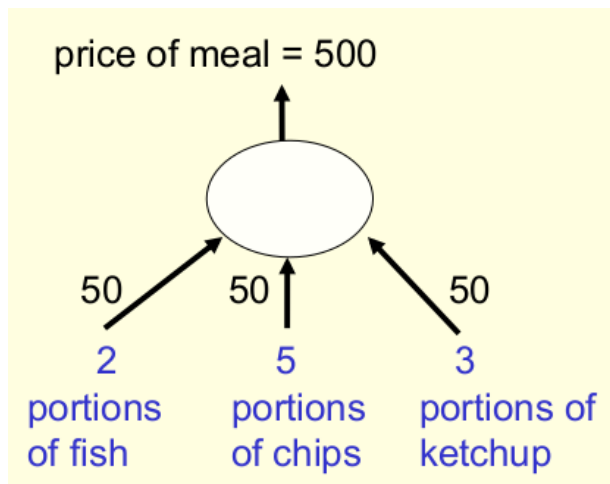 price of meal = 500
50 50 50
2 5 3
portions portions portions of
of fish of chips ketchup